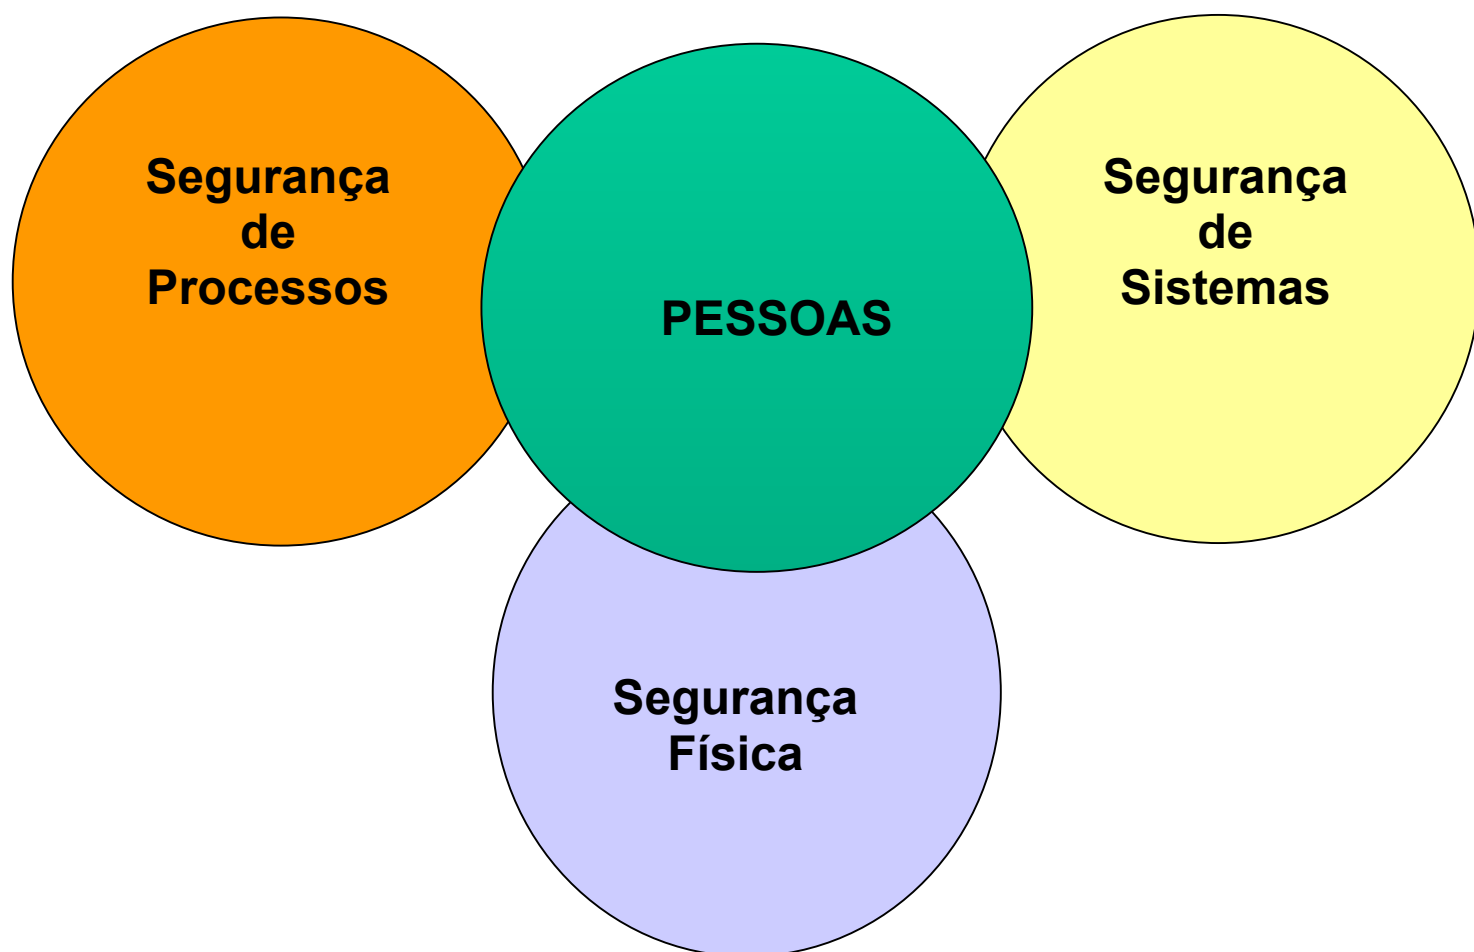 Segurança
de
Processos
PESSOAS
Segurança
de
Sistemas
Segurança
Física